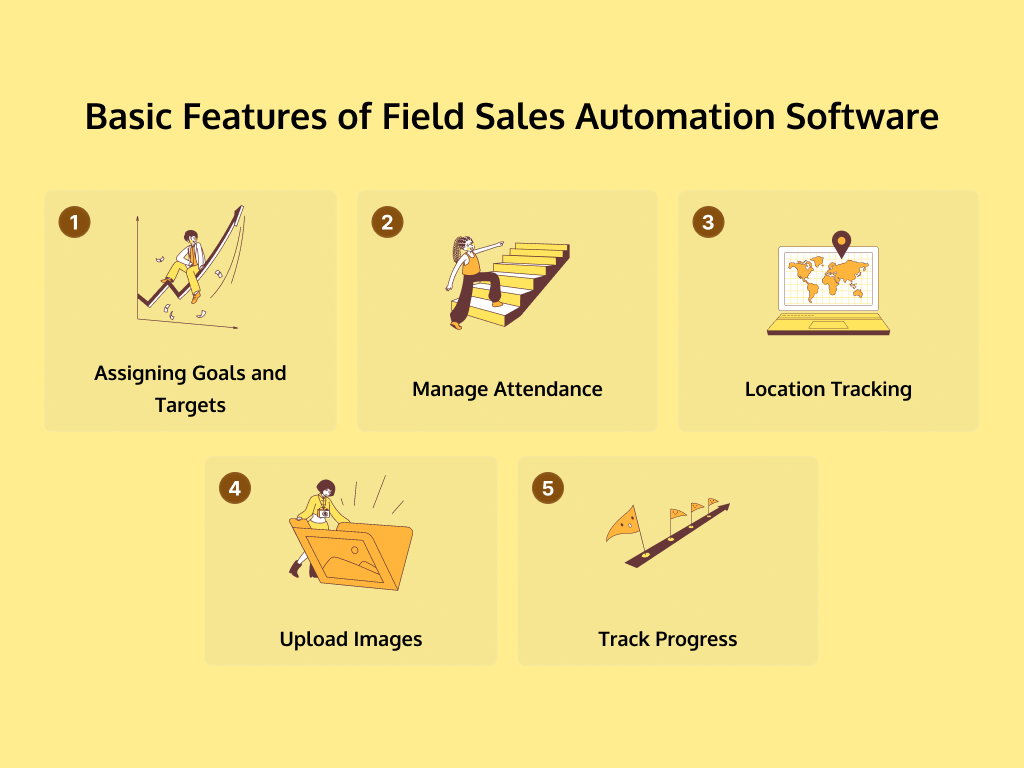 Basic Features of Field Sales Automation Software
1
Assigning Goals and
Targets
2
Manage Attendance
3
Location Tracking
4
Upload Images
5
Track Progress